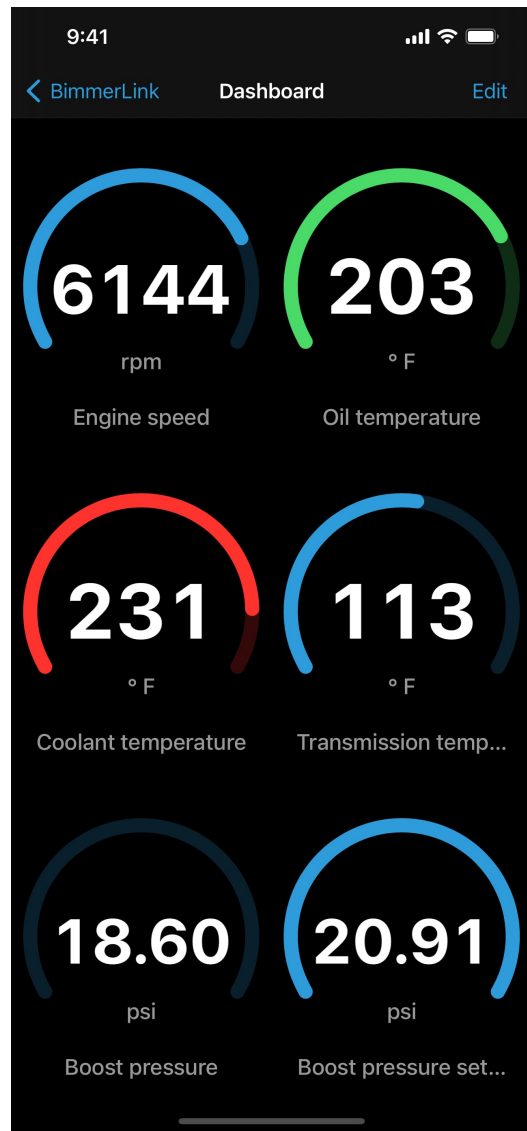 9:41
BimmerLink Dashboard Edit
6144 203
rpm ° F
Engine speed Oil temperature
231 113
° F ° F
Coolant temperature Transmission temp...
18.60 20.91
psi psi
Boost pressure Boost pressure set...